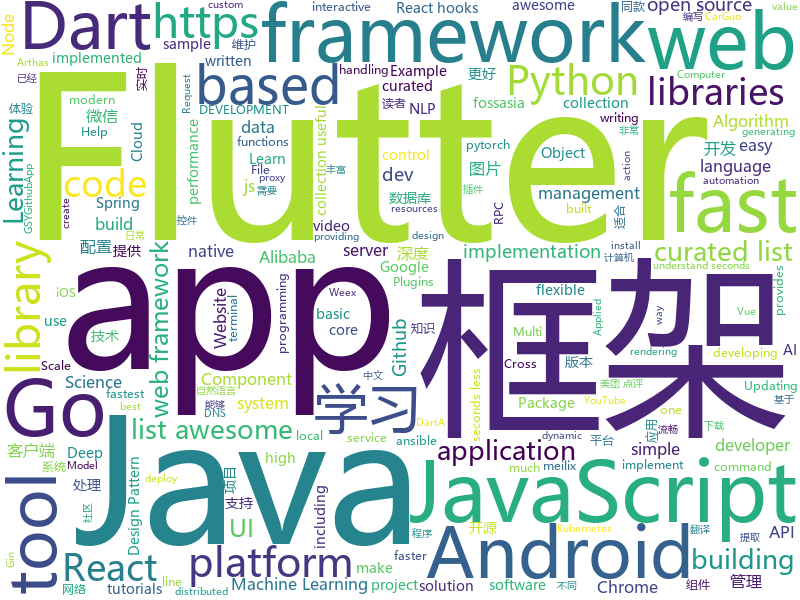 Flutter
app
框架
Java
JavaScript
framework
web
Dart
https
based
Python
libraries
fast
Go
tool
library
code
学习
Android
platform
React
building
application
Learning
list awesome
curated list
web framework
UI
open source
React hooks
awesome
interactive
sample
implemented
written
Node
维护
实时
Arthas
已经
modern
微信
体验
Help
Cloud
DEVELOPMENT
functions
performance
Request
handling
Example
curated
data
Learn
File
proxy
需要
丰富
collection useful
读者
NLP
更好
编写
CarGuo
同款
fossasia
collection
pytorch
writing
非常
图片
Algorithm
Computer
generating
dev
control
Object
开发
easy
数据库
language
插件
automation
Spring
js
management
RPC
built
适合
action
resources
GSYGithubApp
create
build
控件
日常
video
native
server
深度
Google
Plugins
design
install
计算机
providing
配置
提供
iOS
Alibaba
implementation
flexible
understand seconds
use
Website
terminal
programming
basic
core
Github
知识
Multi
Applied
Vue
way
provides
技术
Scale
Component
developing
AI
Weex
版本
rendering
Science
Cross
Package
Updating
fastest
best
system
自然语言
能够
中文
YouTube
基于
客户端
Deep
DNS
local
service
ansible
seconds less
simple
one
应用
下载
流畅
developer
系统
Model
处理
Design Pattern
high
meilix
平台
美团 点评
DartA
dynamic
API
社区
网络
项目
支持
including
make
much
implement
开源
command
value
custom
tutorials
Machine Learning
faster
project
solution
software
Chrome
管理
Gin
deploy
程序
翻译
提取
line
distributed
Kubernetes
组件
不同